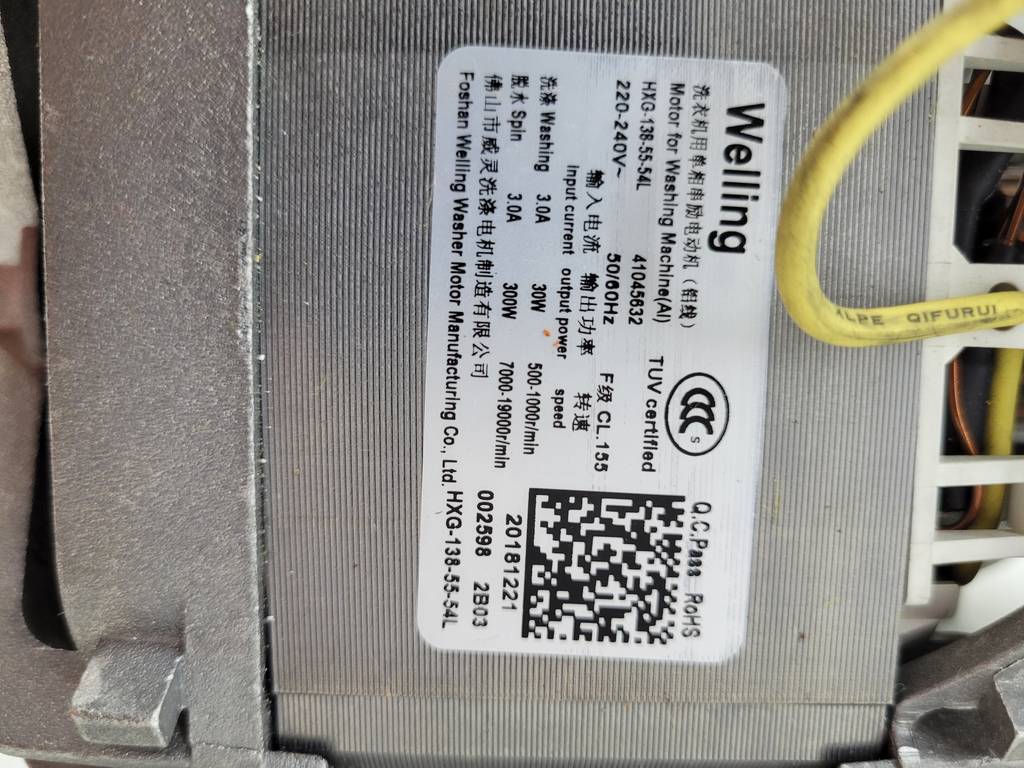 Welling
洗衣机用单相串励电动机（铝线）
Motor for Washing Machine(Al)
HXG-138-55-54L 41045632
TUV certified
220-240V~ 50/60Hz F级 CL.155
输入电流 输出功率 转速
input current output power speed
洗涤 Washing 3.0A 30W 500-1000r/min
脱水 Spin 3.0A 300W 7000-19000r/min
佛山市威灵洗涤电机制造有限公司
Foshan Welling Washer Motor Manufacturing Co., Ltd.
CCC S
Q.C.Pass RoHS
20181221
002598 2B03
HXG-138-55-54L
ALPE QIFURUI